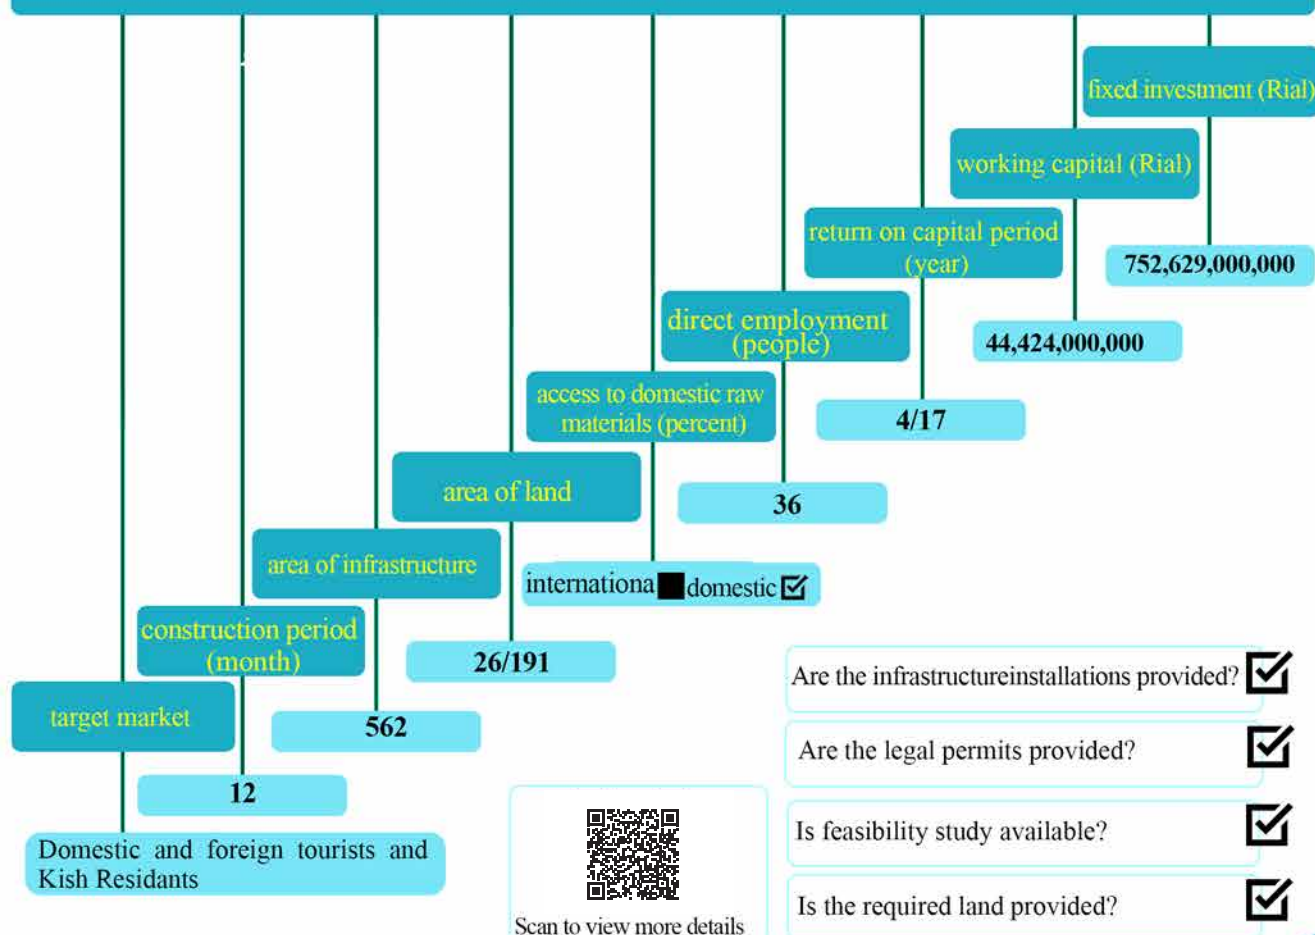 fixed investment (Rial)
752,629,000,000
working capital (Rial)
44,424,000,000
return on capital period
(year)
4/17
direct employment
(people)
36
access to domestic raw
materials (percent)
internationa domestic
area of land
26/191
area of infrastructure
562
construction period
(month)
12
target market
Domestic and foreign tourists and
Kish Residants
Scan to view more details
Are the infrastructureinstallations provided?
Are the legal permits provided?
Is feasibility study available?
Is the required land provided?